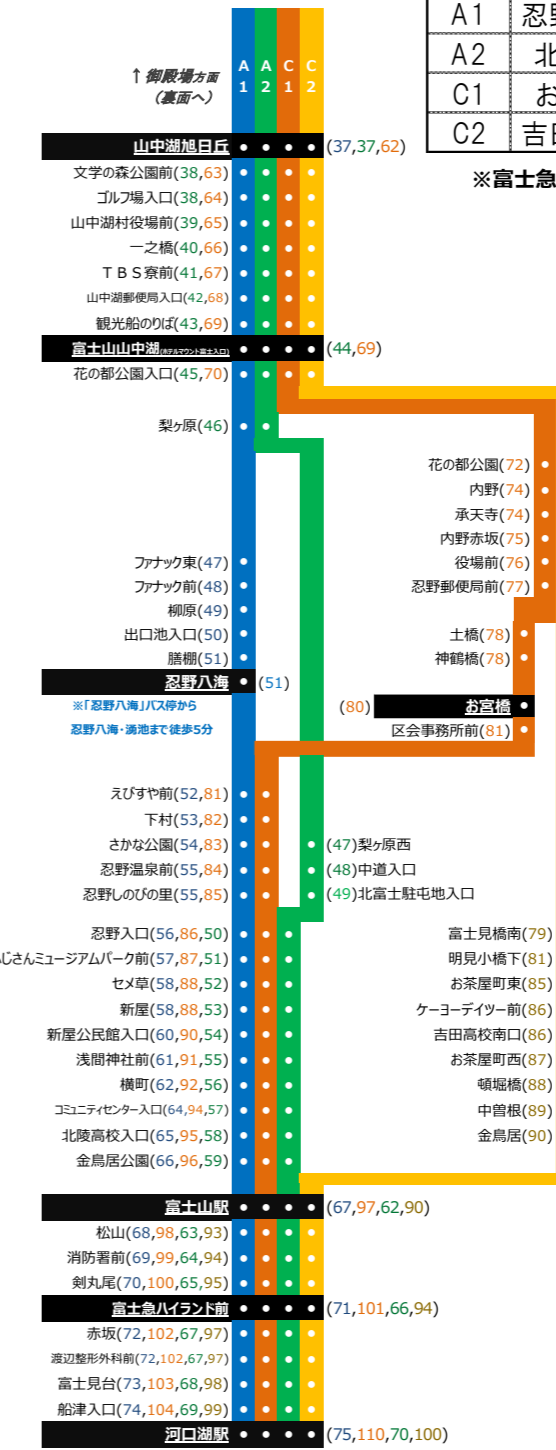 A1 忍野
A2 北
C1 お
C2 吉田
※富士急
↑御殿場方面
(裏面へ)
A1
A2
C1
C2
山中湖旭日丘 (37,37,62)
文学の森公園前(38,63)
ゴルフ場入口(38,64)
山中湖村役場前(39,65)
一之橋(40,66)
TBS寮前(41,67)
山中湖郵便局入口(42,68)
観光船のりば(43,69)
富士山山中湖(ホテルマウント富士入口) (44,69)
花の都公園入口(45,70)
梨ヶ原(46)
花の都公園(72)
内野(74)
承天寺(74)
内野赤坂(75)
役場前(76)
忍野郵便局前(77)
ファナック東(47)
ファナック前(48)
柳原(49)
出口池入口(50)
膳棚(51)
忍野八海 (51)
※「忍野八海」バス停から
忍野八海・湧池まで徒歩5分
土橋(78)
神鶴橋(78)
(80) お宮橋
区会事務所前(81)
えびすや前(52,81)
下村(53,82)
さかな公園(54,83)
忍野温泉前(55,84)
忍野しのびの里(55,85)
(47)梨ヶ原西
(48)中道入口
(49)北富士駐屯地入口
忍野入口(56,86,50)
じさんミュージアムパーク前(57,87,51)
セメ草(58,88,52)
新屋(58,88,53)
新屋公民館入口(60,90,54)
浅間神社前(61,91,55)
横町(62,92,56)
コミュニティセンター入口(64,94,57)
北陵高校入口(65,95,58)
金鳥居公園(66,96,59)
富士見橋南(79)
明見小橋下(81)
お茶屋町東(85)
ケーヨーデイツー前(86)
吉田高校南口(86)
お茶屋町西(87)
頓堀橋(88)
中曽根(89)
金鳥居(90)
富士山駅 (67,97,62,90)
松山(68,98,63,93)
消防署前(69,99,64,94)
剣丸尾(70,100,65,95)
富士急ハイランド前 (71,101,66,94)
赤坂(72,102,67,97)
渡辺整形外科前(72,102,67,97)
富士見台(73,103,68,98)
船津入口(74,104,69,99)
河口湖駅 (75,110,70,100)